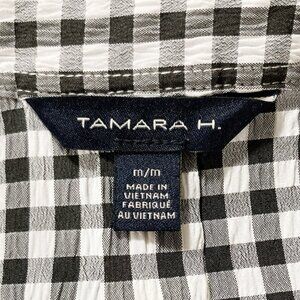 TAMARA H.
m/m
MADE IN
VIETNAM
FABRIQUÉ
AU VIETNAM